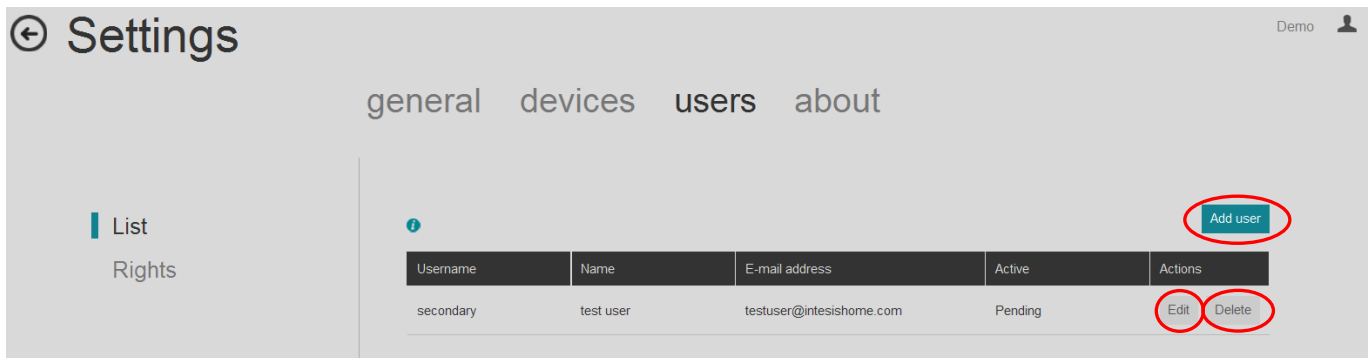 Settings
Demo
general devices users about
List
Rights
Add user
Username Name E-mail address Active Actions
secondary test user testuser@intesishome.com Pending Edit Delete